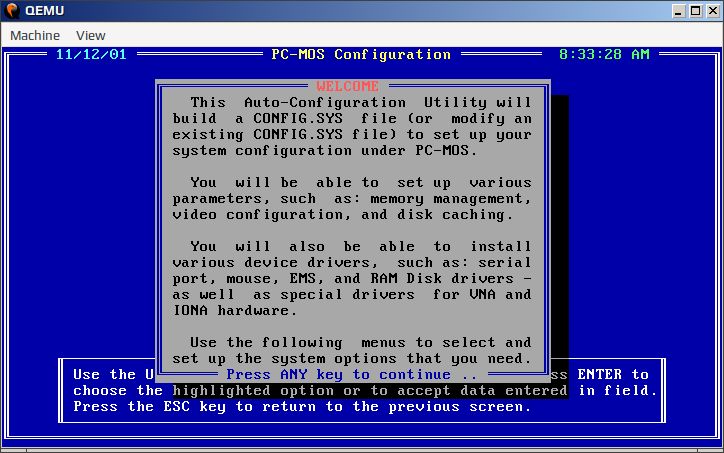 QEMU
Machine View
11/12/01 PC-MOS Configuration 8:33:28 AM
WELCOME
This Auto-Configuration Utility will
build a CONFIG.SYS file (or modify an
existing CONFIG.SYS file) to set up your
system configuration under PC-MOS.
You will be able to set up various
parameters, such as: memory management,
video configuration, and disk caching.
You will also be able to install
various device drivers, such as: serial
port, mouse, EMS, and RAM Disk drivers -
as well as special drivers for VNA and
IONA hardware.
Use the following menus to select and
set up the system options that you need.
Press ANY key to continue ..
Use the U ss ENTER to
choose the highlighted option or to accept data entered in field.
Press the ESC key to return to the previous screen.